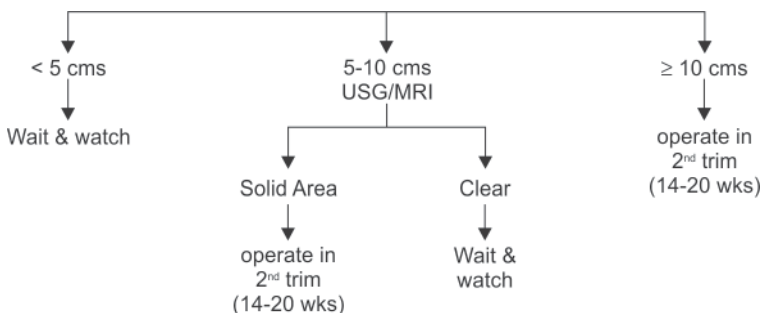 < 5 cms
Wait & watch
5-10 cms
USG/MRI
Solid Area
operate in
2nd trim
(14-20 wks)
Clear
Wait &
watch
≥ 10 cms
operate in
2nd trim
(14-20 wks)